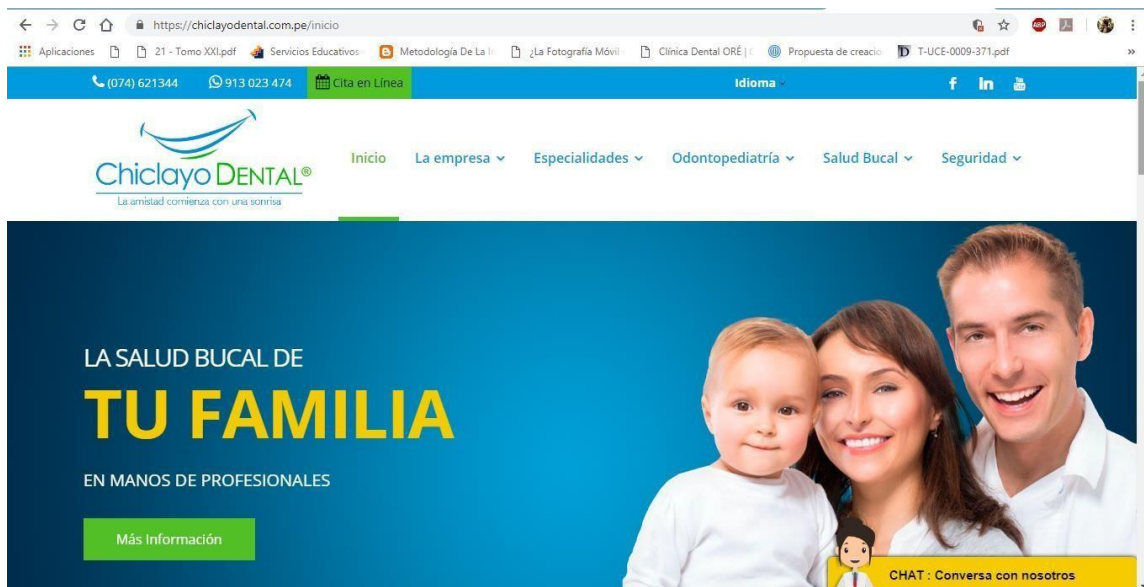 https://chiclayodental.com.pe/inicio
Aplicaciones 21 - Tomo XXI.pdf Servicios Educativos Metodología De La ¿La Fotografía Móvil Clínica Dental ORÉ | Propuesta de creacio T-UCE-0009-371.pdf »
(074) 621344 913 023 474 Cita en Línea Idioma
Chiclayo DENTAL®
La amistad comienza con una sonrisa
Inicio La empresa Especialidades Odontopediatría Salud Bucal Seguridad
LA SALUD BUCAL DE
TU FAMILIA
EN MANOS DE PROFESIONALES
Más Información
CHAT : Conversa con nosotros